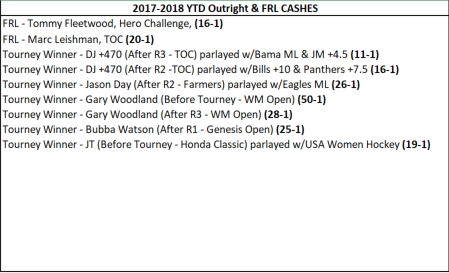 2017-2018 YTD Outright & FRL CASHES
FRL - Tommy Fleetwood, Hero Challenge, (16-1)
FRL - Marc Leishman, TOC (20-1)
Tourney Winner - DJ +470 (After R3 - TOC) parlayed w/Bama ML & JM +4.5 (11-1)
Tourney Winner - DJ +470 (After R2 -TOC) parlayed w/Bills +10 & Panthers +7.5 (16-1)
Tourney Winner - Jason Day (After R2 - Farmers) parlayed w/Eagles ML (26-1)
Tourney Winner - Gary Woodland (Before Tourney - WM Open) (50-1)
Tourney Winner - Gary Woodland (After R3 - WM Open) (28-1)
Tourney Winner - Bubba Watson (After R1 - Genesis Open) (25-1)
Tourney Winner - JT (Before Tourney - Honda Classic) parlayed w/USA Women Hockey (19-1)